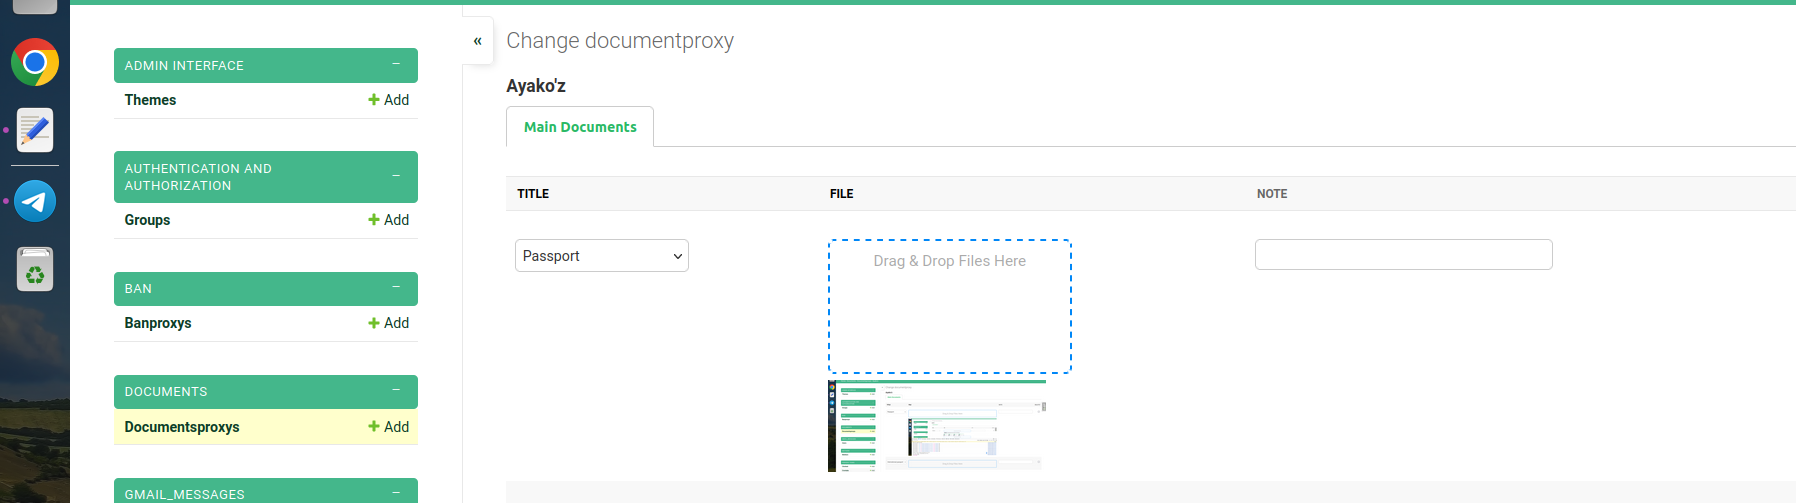 ADMIN INTERFACE
Themes
Add
AUTHENTICATION AND
AUTHORIZATION
Groups
Add
BAN
Banproxys
Add
DOCUMENTS
Documentsproxys
Add
GMAIL_MESSAGES
«
Change documentproxy
Ayako'z
Main Documents
TITLE FILE NOTE
Passport
Drag & Drop Files Here